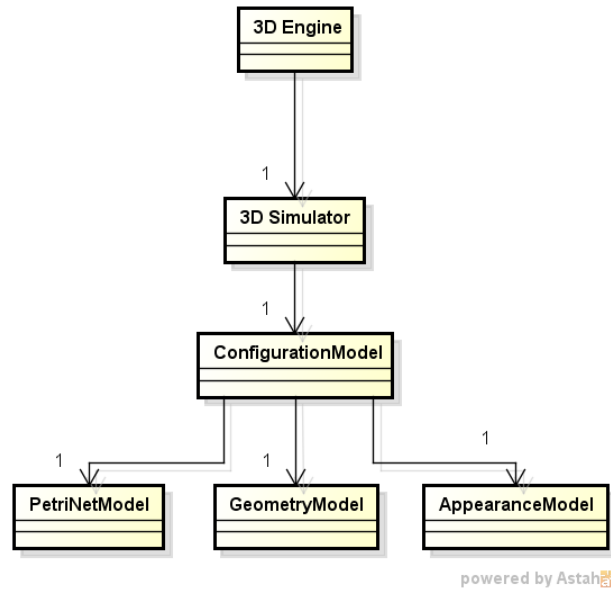 3D Engine
1
3D Simulator
1
ConfigurationModel
1
1
1
PetriNetModel
GeometryModel
AppearanceModel
powered by Astah